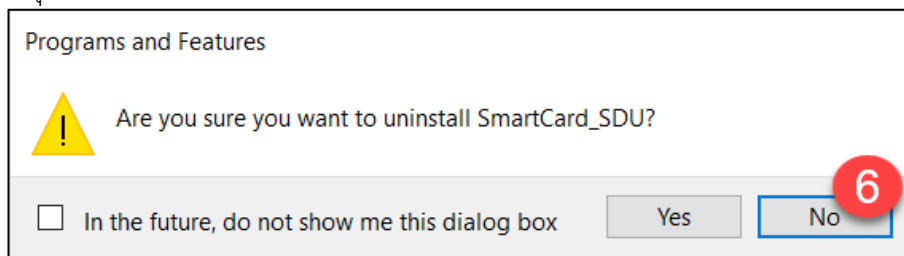 Programs and Features
Are you sure you want to uninstall SmartCard_SDU?
In the future, do not show me this dialog box
Yes
No
6